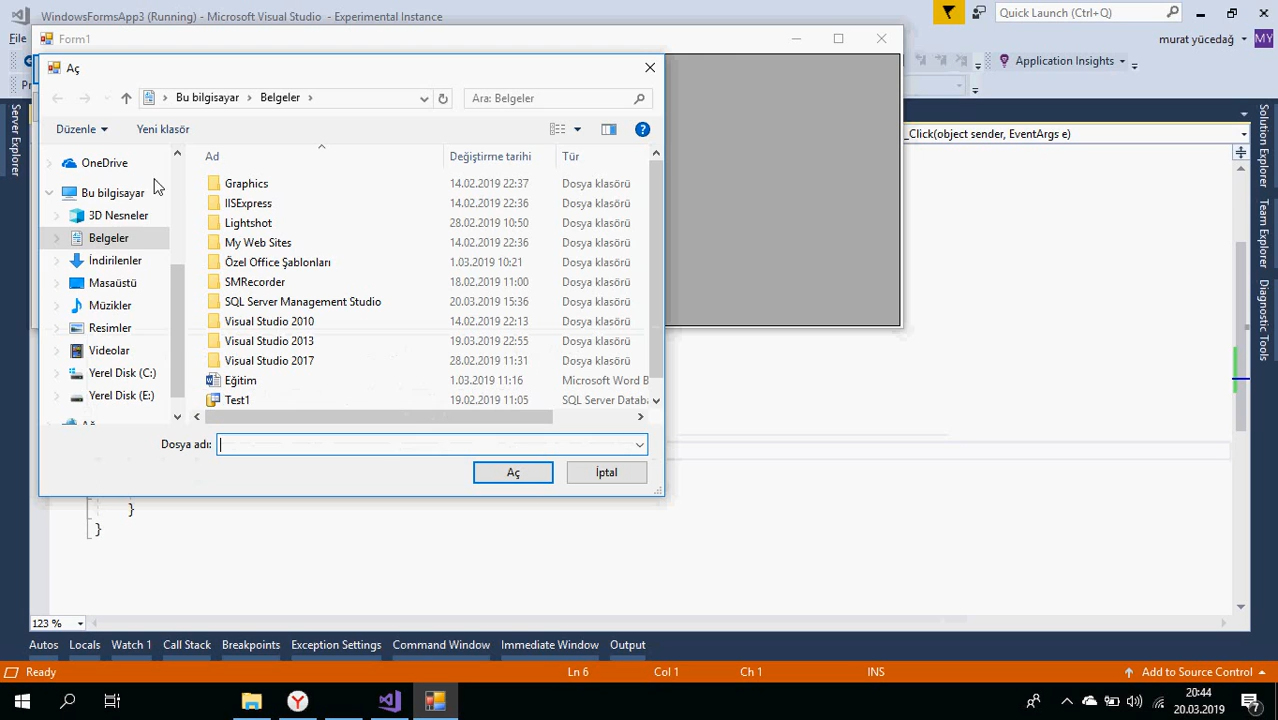 WindowsFormsApp3 (Running) - Microsoft Visual Studio - Experimental Instance
Quick Launch (Ctrl+Q)
File
Form1
murat yücedağ
MY
Application Insights
Aç
Bu bilgisayar
Belgeler
Ara: Belgeler
Düzenle
Yeni klasör
_Click(object sender, EventArgs e)
Server Explorer
Solution Explorer
Team Explorer
Diagnostic Tools
OneDrive
Bu bilgisayar
3D Nesneler
Belgeler
İndirilenler
Masaüstü
Müzikler
Resimler
Videolar
Yerel Disk (C:)
Yerel Disk (E:)
Ad Değiştirme tarihi Tür
Graphics 14.02.2019 22:37 Dosya klasörü
IISExpress 14.02.2019 22:36 Dosya klasörü
Lightshot 28.02.2019 10:50 Dosya klasörü
My Web Sites 14.02.2019 22:36 Dosya klasörü
Özel Office Şablonları 1.03.2019 10:21 Dosya klasörü
SMRecorder 18.02.2019 11:00 Dosya klasörü
SQL Server Management Studio 20.03.2019 15:36 Dosya klasörü
Visual Studio 2010 14.02.2019 22:13 Dosya klasörü
Visual Studio 2013 19.03.2019 22:55 Dosya klasörü
Visual Studio 2017 28.02.2019 11:31 Dosya klasörü
Eğitim 1.03.2019 11:16 Microsoft Word B
Test1 19.02.2019 11:05 SQL Server Databa
Dosya adı:
Aç
İptal
}
}
123 %
Autos Locals Watch 1 Call Stack Breakpoints Exception Settings Command Window Immediate Window Output
Ready Ln 6 Col 1 Ch 1 INS Add to Source Control
20:44
20.03.2019
7